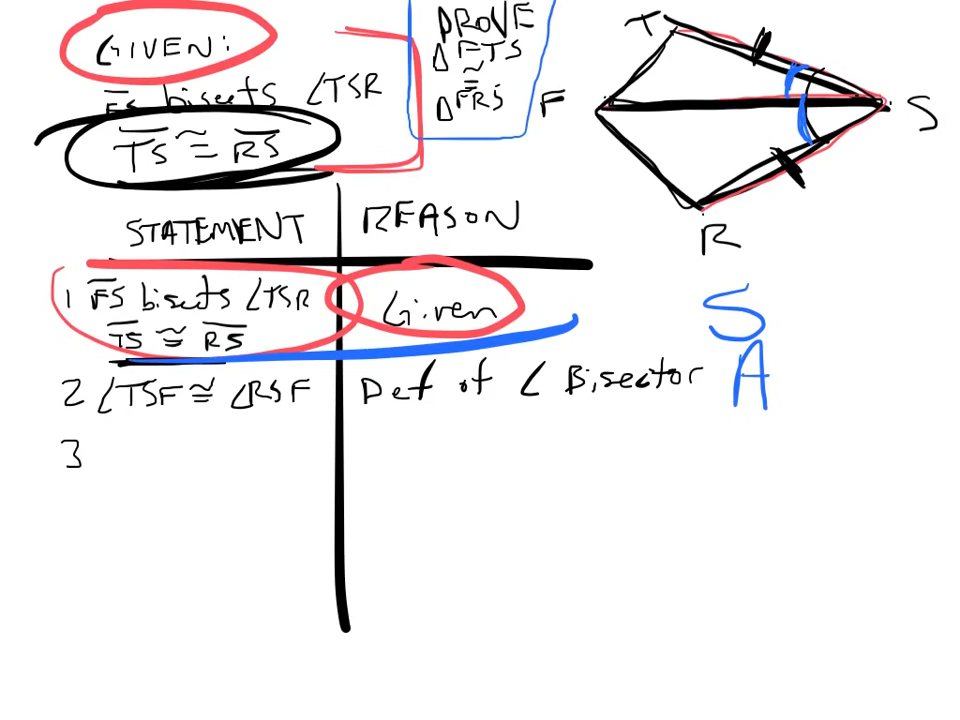 GIVEN:
FS bisects ∠TSR
TS ≅ RS
PROVE
△FTS
≅
△FRS
T
F
S
R
STATEMENT REASON
1 FS bisects ∠TSR Given
TS ≅ RS
S
2 ∠TSF ≅ ∠RSF Def of ∠ Bisector
A
3